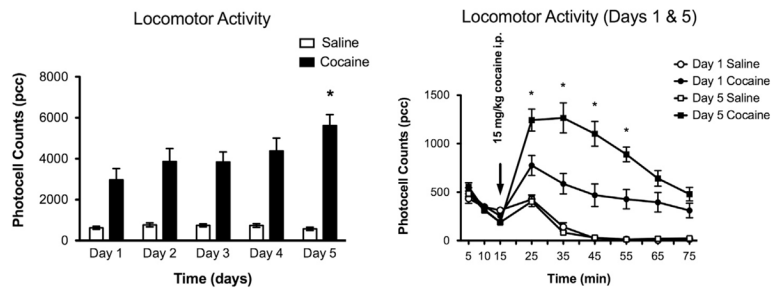 Locomotor Activity
Saline
Cocaine
Photocell Counts (pcc)
8000
6000
4000
2000
0
*
Day 1 Day 2 Day 3 Day 4 Day 5
Time (days)
Locomotor Activity (Days 1 & 5)
15 mg/kg cocaine i.p.
Day 1 Saline
Day 1 Cocaine
Day 5 Saline
Day 5 Cocaine
Photocell Counts (pcc)
1500
1000
500
0
* * * *
5 10 15 25 35 45 55 65 75
Time (min)